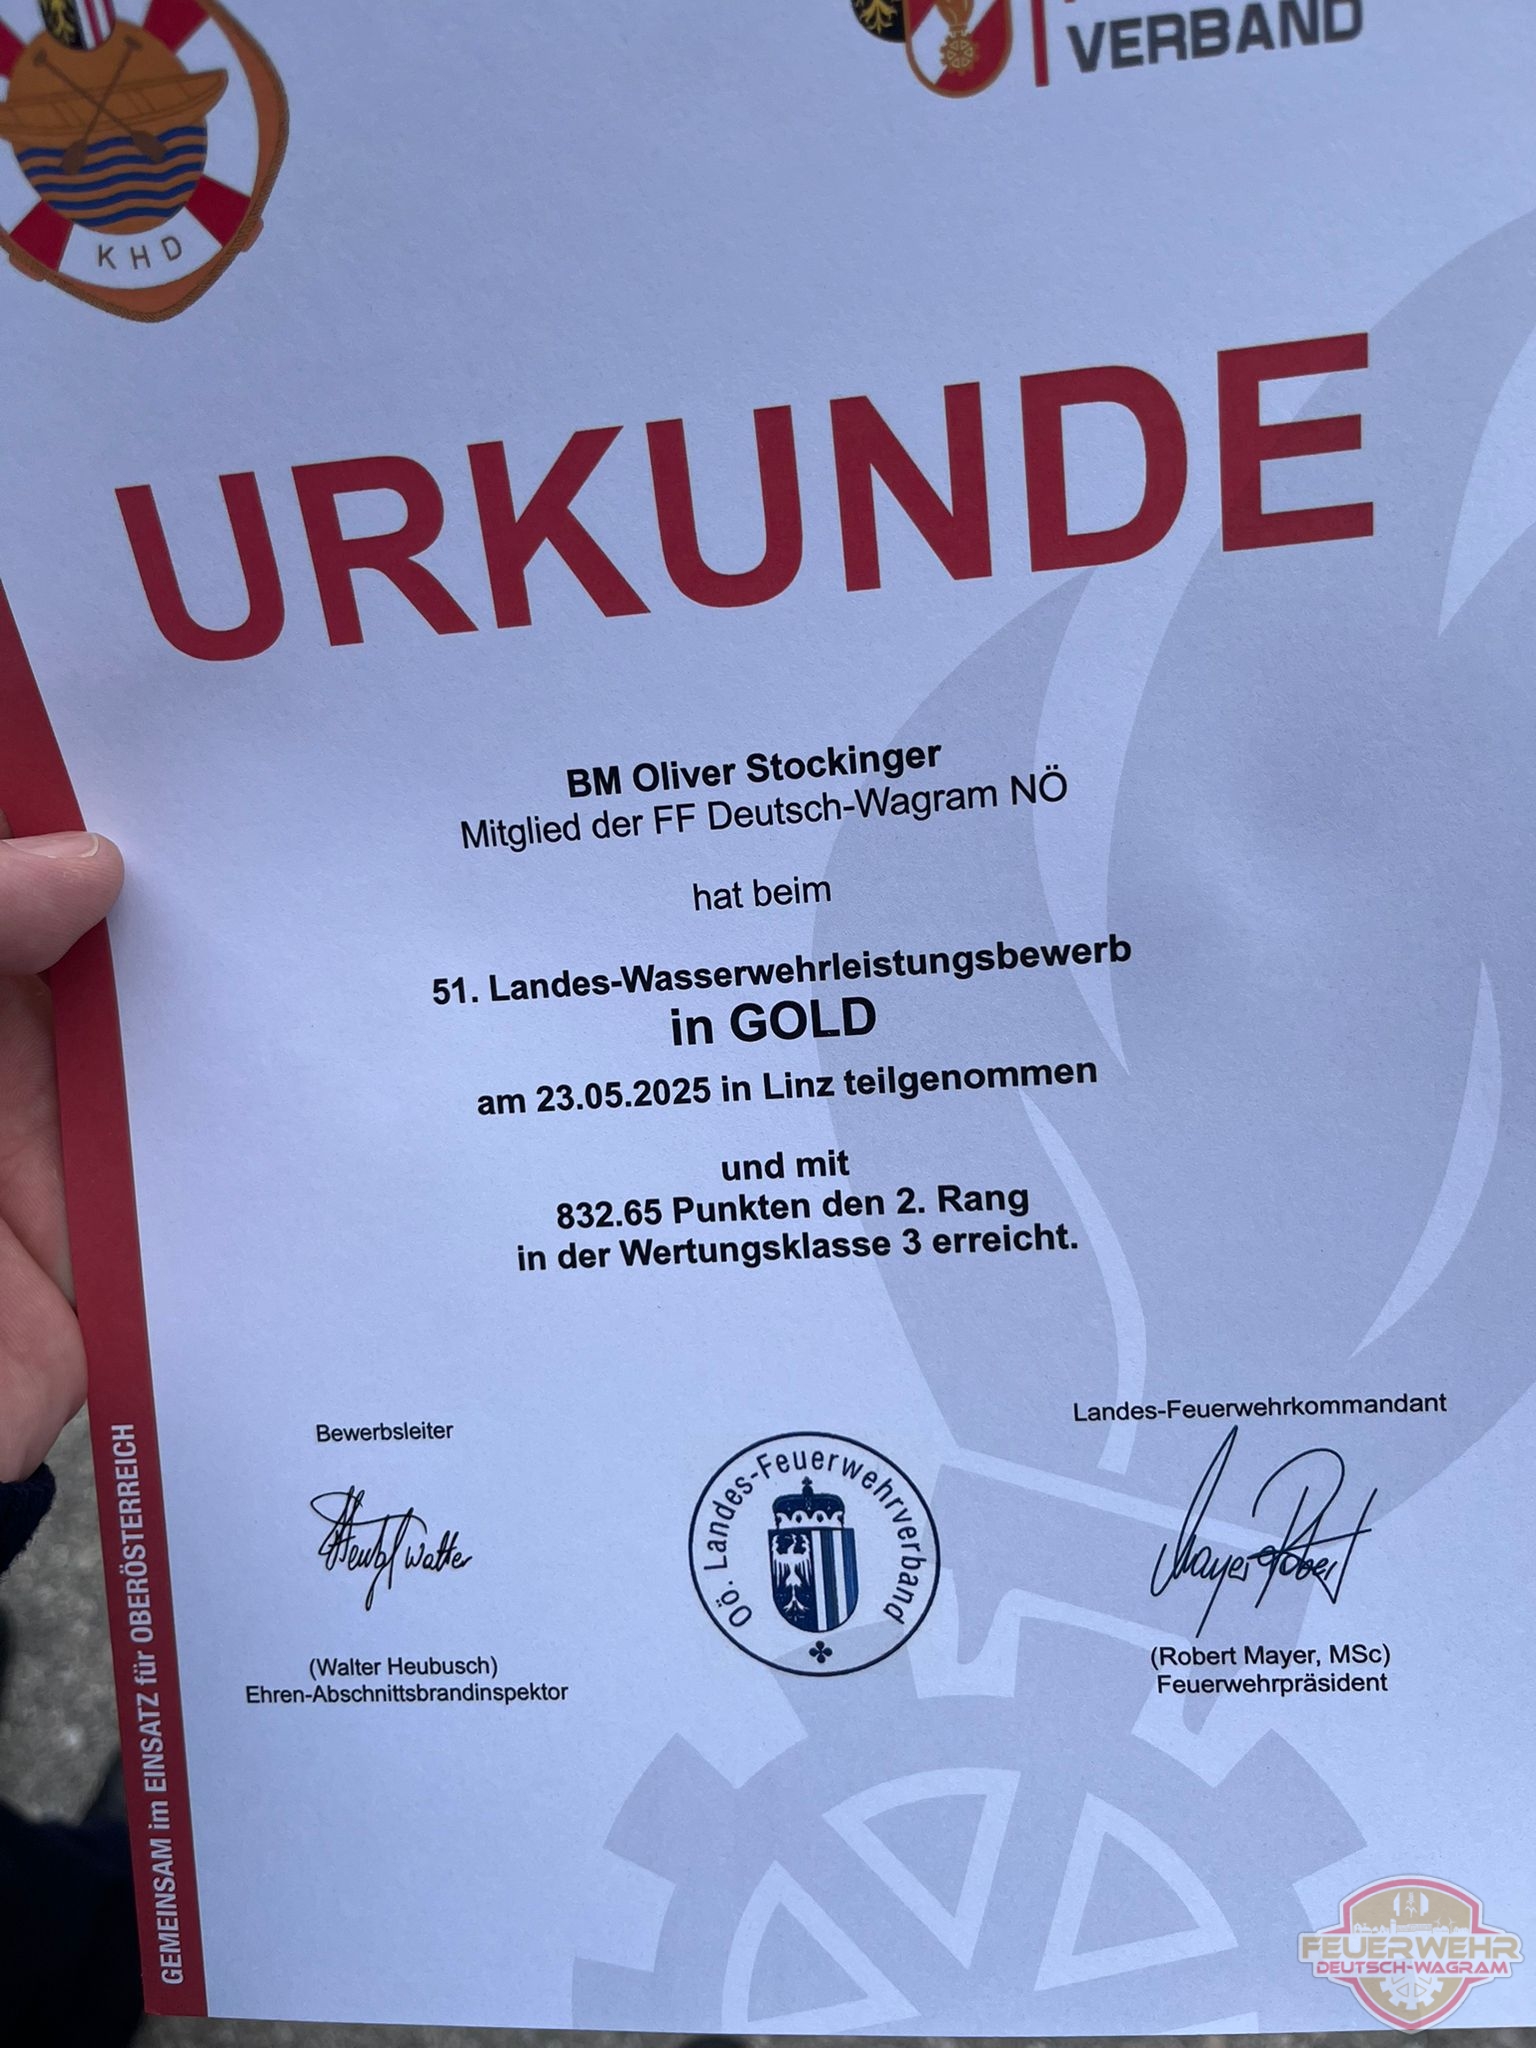 VERBAND
KHD
URKUNDE
BM Oliver Stockinger
Mitglied der FF Deutsch-Wagram NÖ
hat beim
51. Landes-Wasserwehrleistungsbewerb
in GOLD
am 23.05.2025 in Linz teilgenommen
und mit
832.65 Punkten den 2. Rang
in der Wertungsklasse 3 erreicht.
Bewerbsleiter
Walter
(Walter Heubusch)
Ehren-Abschnittsbrandinspektor
Oö. Landes-Feuerwehrverband
Landes-Feuerwehrkommandant
Mayer Robert
(Robert Mayer, MSc)
Feuerwehrpräsident
GEMEINSAM im EINSATZ für OBERÖSTERREICH
FEUERWEHR
DEUTSCH-WAGRAM